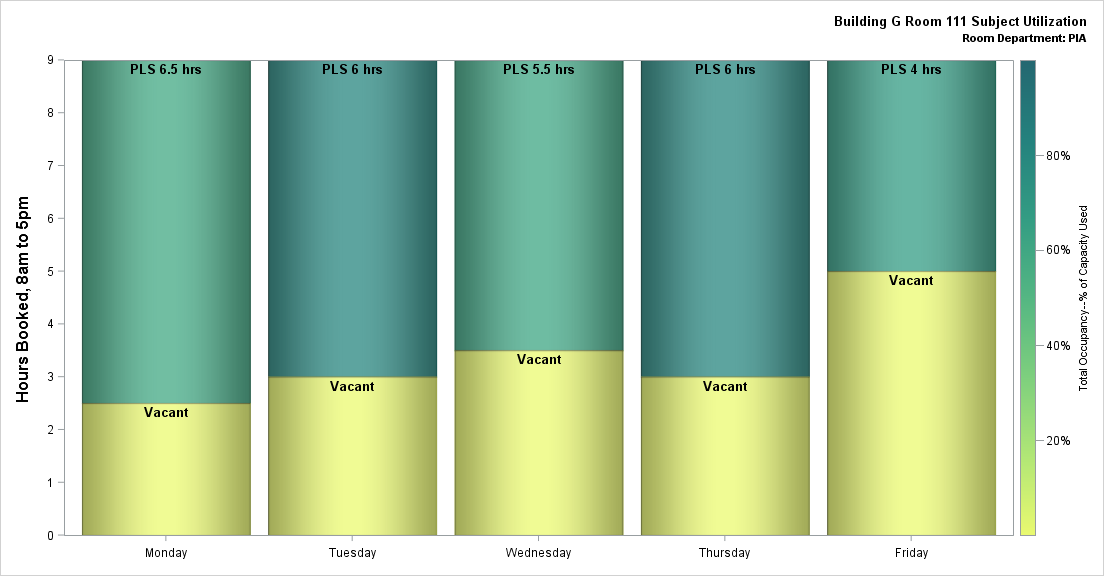 Building G Room 111 Subject Utilization
Room Department: PIA
Hours Booked, 8am to 5pm
9
8
7
6
5
4
3
2
1
0
PLS 6.5 hrs
Vacant
PLS 6 hrs
Vacant
PLS 5.5 hrs
Vacant
PLS 6 hrs
Vacant
PLS 4 hrs
Vacant
Monday
Tuesday
Wednesday
Thursday
Friday
80%
60%
40%
20%
Total Occupancy--% of Capacity Used